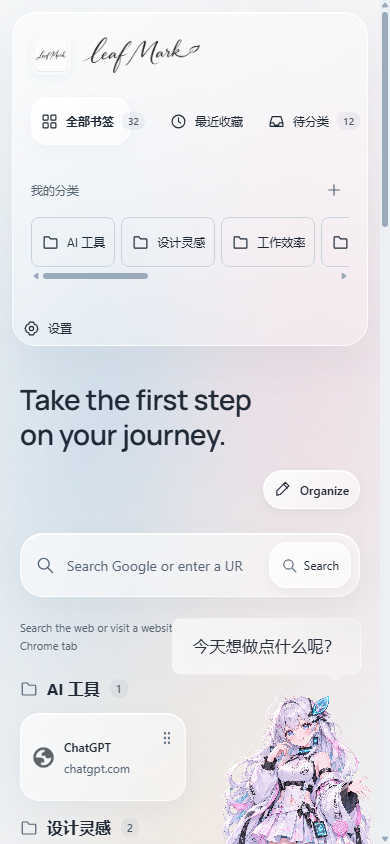 Leaf Mark
leaf Mark
全部书签 32 最近收藏 待分类 12
我的分类
AI 工具 设计灵感 工作效率
设置
Take the first step
on your journey.
Organize
Search Google or enter a UR Search
Search the web or visit a websit
Chrome tab
今天想做点什么呢?
AI 工具 1
ChatGPT
chatgpt.com
设计灵感 2